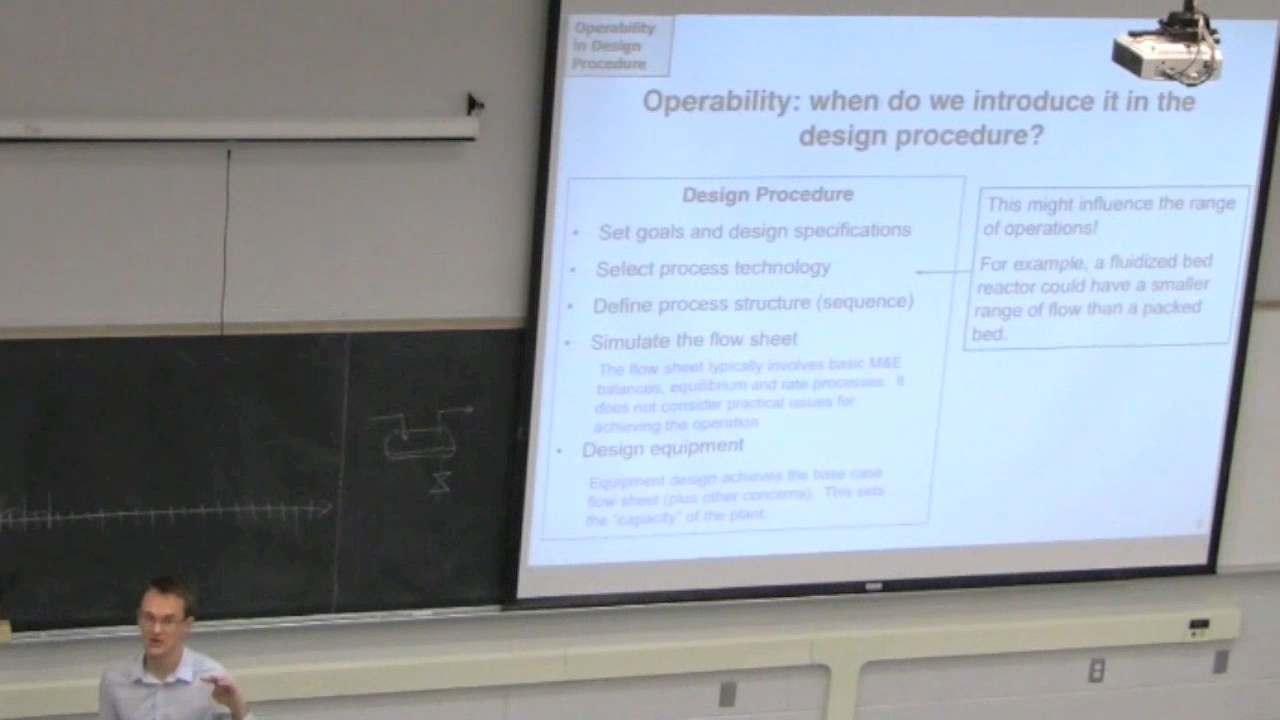 Operability
in Design
Procedure
Operability: when do we introduce it in the
design procedure?
Design Procedure
• Set goals and design specifications
• Select process technology
• Define process structure (sequence)
• Simulate the flow sheet
The flow sheet typically involves basic M&E
balances, equilibrium and rate processes. It
does not consider practical issues for
achieving the operation.
• Design equipment
Equipment design achieves the base case
flow sheet (plus other concerns). This sets
the "capacity" of the plant.
This might influence the range
of operations!
For example, a fluidized bed
reactor could have a smaller
range of flow than a packed
bed.